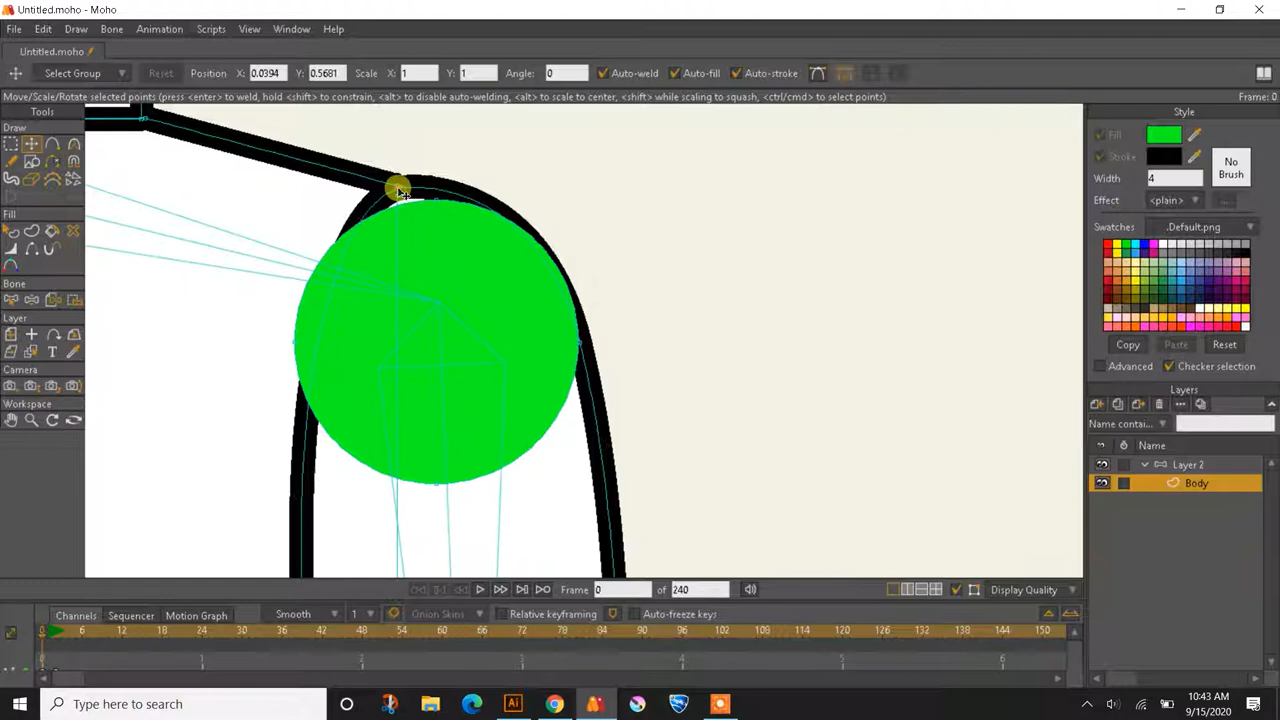 Untitled.moho - Moho
File Edit Draw Bone Animation Scripts View Window Help
Untitled.moho
Select Group Reset Position X: 0.0394 Y: 0.5681 Scale X: 1 Y: 1 Angle: 0 Auto-weld Auto-fill Auto-stroke
Move/Scale/Rotate selected points (press <enter> to weld, hold <shift> to constrain, <alt> to disable auto-welding, <alt> to scale to center, <shift> while scaling to squash, <ctrl/cmd> to select points) Frame: 0
Tools
Draw
Fill
Bone
Layer
Camera
Workspace
Style
Fill
Stroke
No Brush
Width 4
Effect <plain>
Swatches .Default.png
Copy Paste Reset
Advanced Checker selection
Layers
Name contai...
Name
Layer 2
Body
Frame 0 of 240 Display Quality
Channels Sequencer Motion Graph Smooth 1 Onion Skins Relative keyframing Auto-freeze keys
0 6 12 18 24 30 36 42 48 54 60 66 72 78 84 90 96 102 108 114 120 126 132 138 144 150
0 1 2 3 4 5 6
Type here to search
10:43 AM
9/15/2020